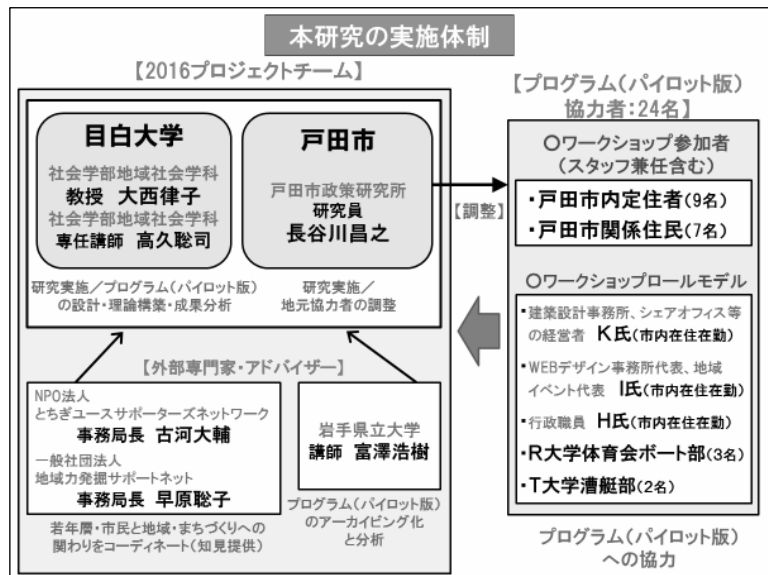 本研究の実施体制
【2016プロジェクトチーム】
目白大学
社会学部地域社会学科
教授 大西律子
社会学部地域社会学科
専任講師 高久聡司
研究実施/プログラム(パイロット版)
の設計・理論構築・成果分析
戸田市
戸田市政策研究所
研究員
長谷川昌之
研究実施/
地元協力者の調整
【調整】
【外部専門家・アドバイザー】
NPO法人
とちぎユースサポーターズネットワーク
事務局長 古河大輔
一般社団法人
地域力発掘サポートネット
事務局長 早原聡子
若年層・市民と地域・まちづくりへの
関わりをコーディネート(知見提供)
岩手県立大学
講師 富澤浩樹
プログラム(パイロット版)
のアーカイビング化
と分析
【プログラム(パイロット版)
協力者:24名】
〇ワークショップ参加者
(スタッフ兼任含む)
・戸田市内定住者(9名)
・戸田市関係住民(7名)
〇ワークショップロールモデル
・建築設計事務所、シェアオフィス等
の経営者 K氏(市内在住在勤)
・WEBデザイン事務所代表、地域
イベント代表 I氏(市内在住在勤)
・行政職員 H氏(市内在住在勤)
・R大学体育会ボート部(3名)
・T大学漕艇部(2名)
プログラム(パイロット版)
への協力